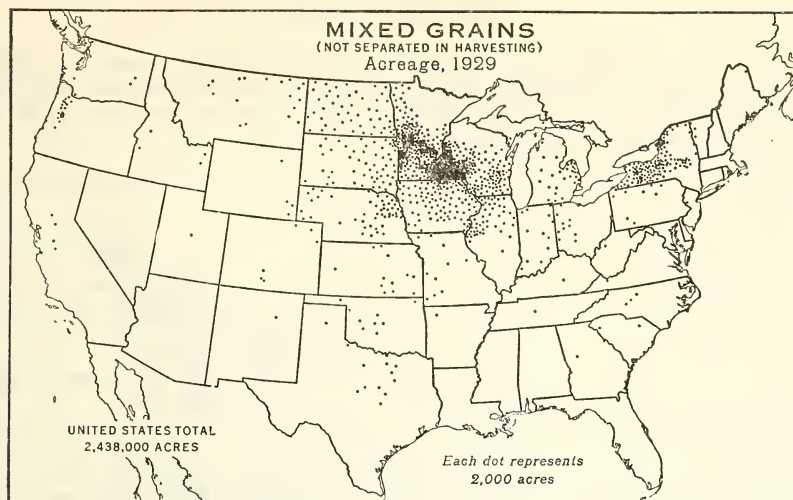 MIXED GRAINS
(NOT SEPARATED IN HARVESTING)
Acreage, 1929
UNITED STATES TOTAL
2,438,000 ACRES
Each dot represents
2,000 acres